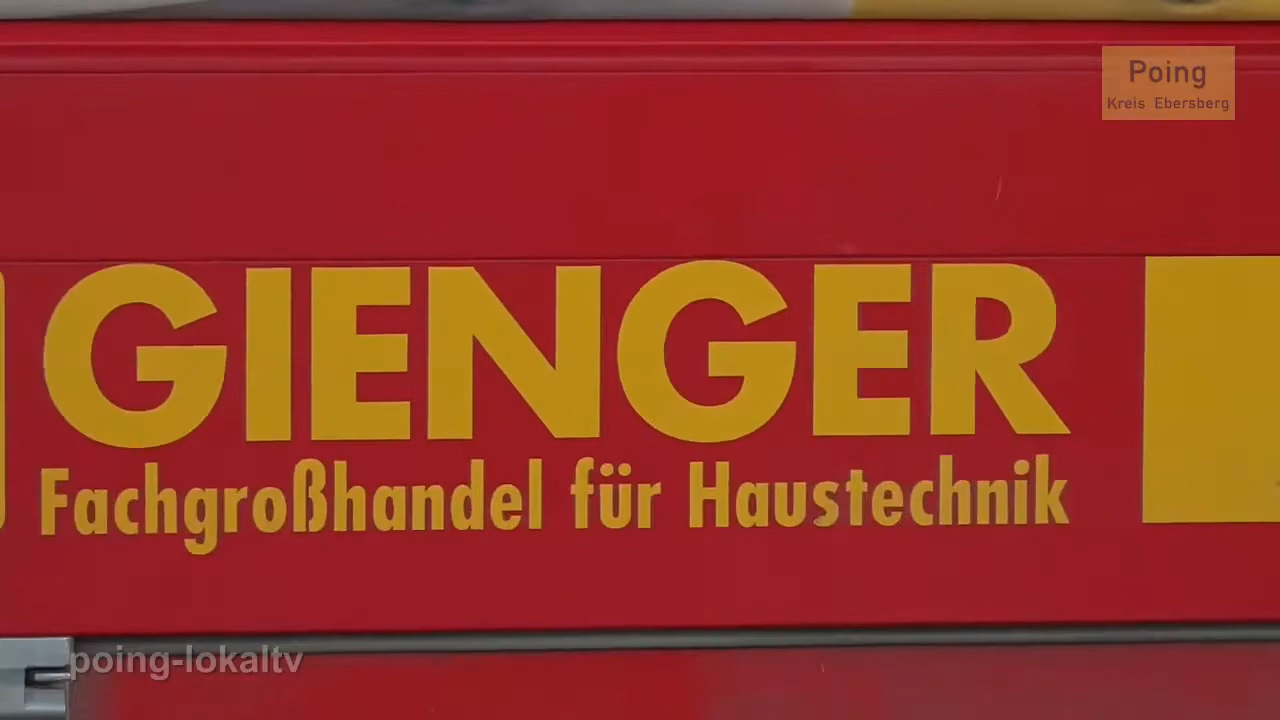 Poing
Kreis Ebersberg
GIENGER
Fachgroßhandel für Haustechnik
poing-lokaltv